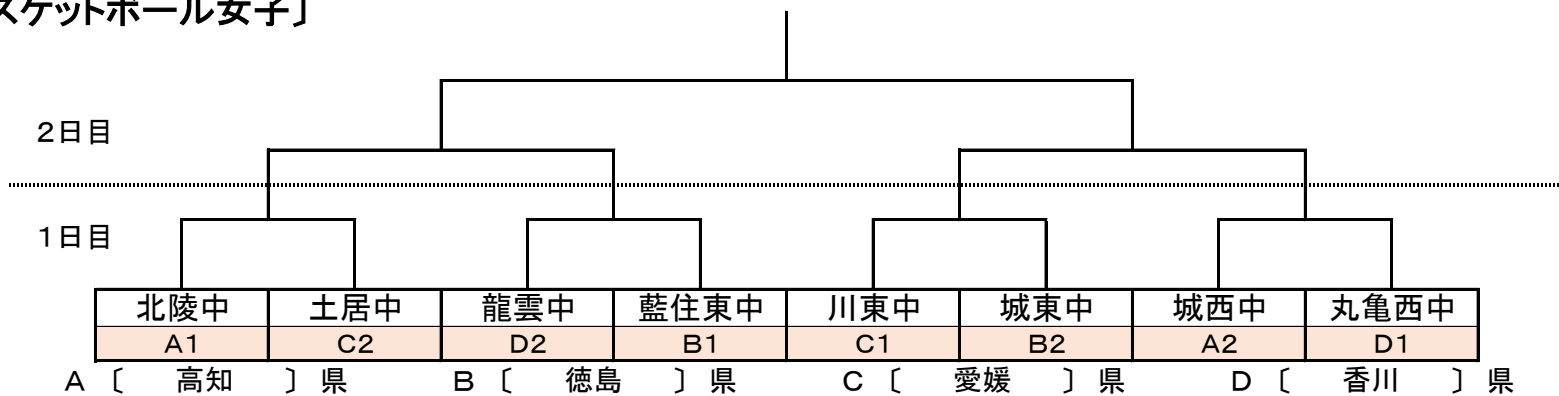 スケットボール女子〕
2日目
1日目
北陵中 土居中 龍雲中 藍住東中 川東中 城東中 城西中 丸亀西中
A1 C2 D2 B1 C1 B2 A2 D1
A 〔 高知 〕 県 B 〔 徳島 〕 県 C 〔 愛媛 〕 県 D 〔 香川 〕 県